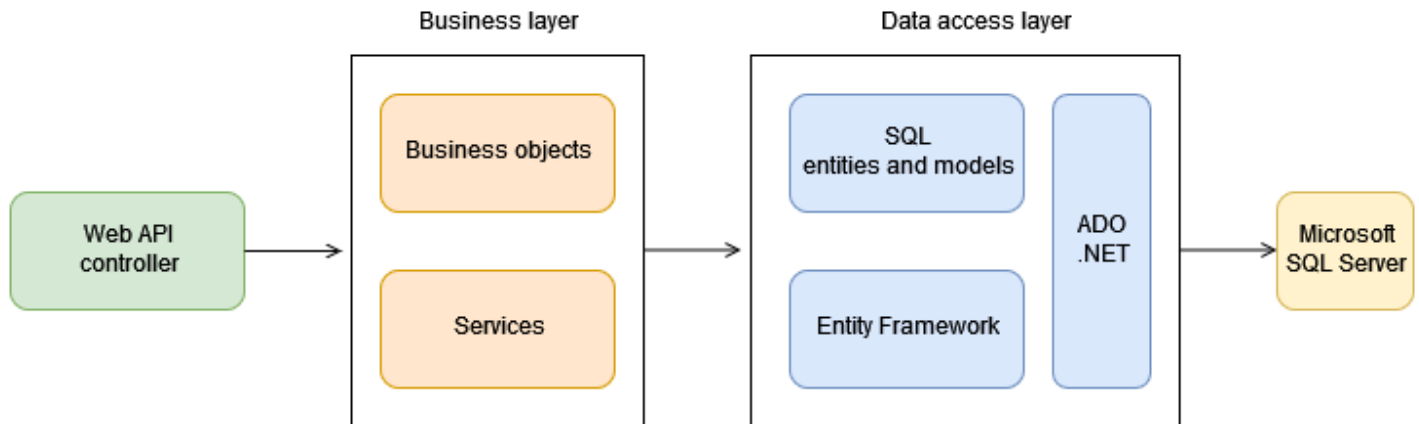 Business layer
Data access layer
Business objects
Services
SQL
entities and models
Entity Framework
ADO
.NET
Web API
controller
Microsoft
SQL Server